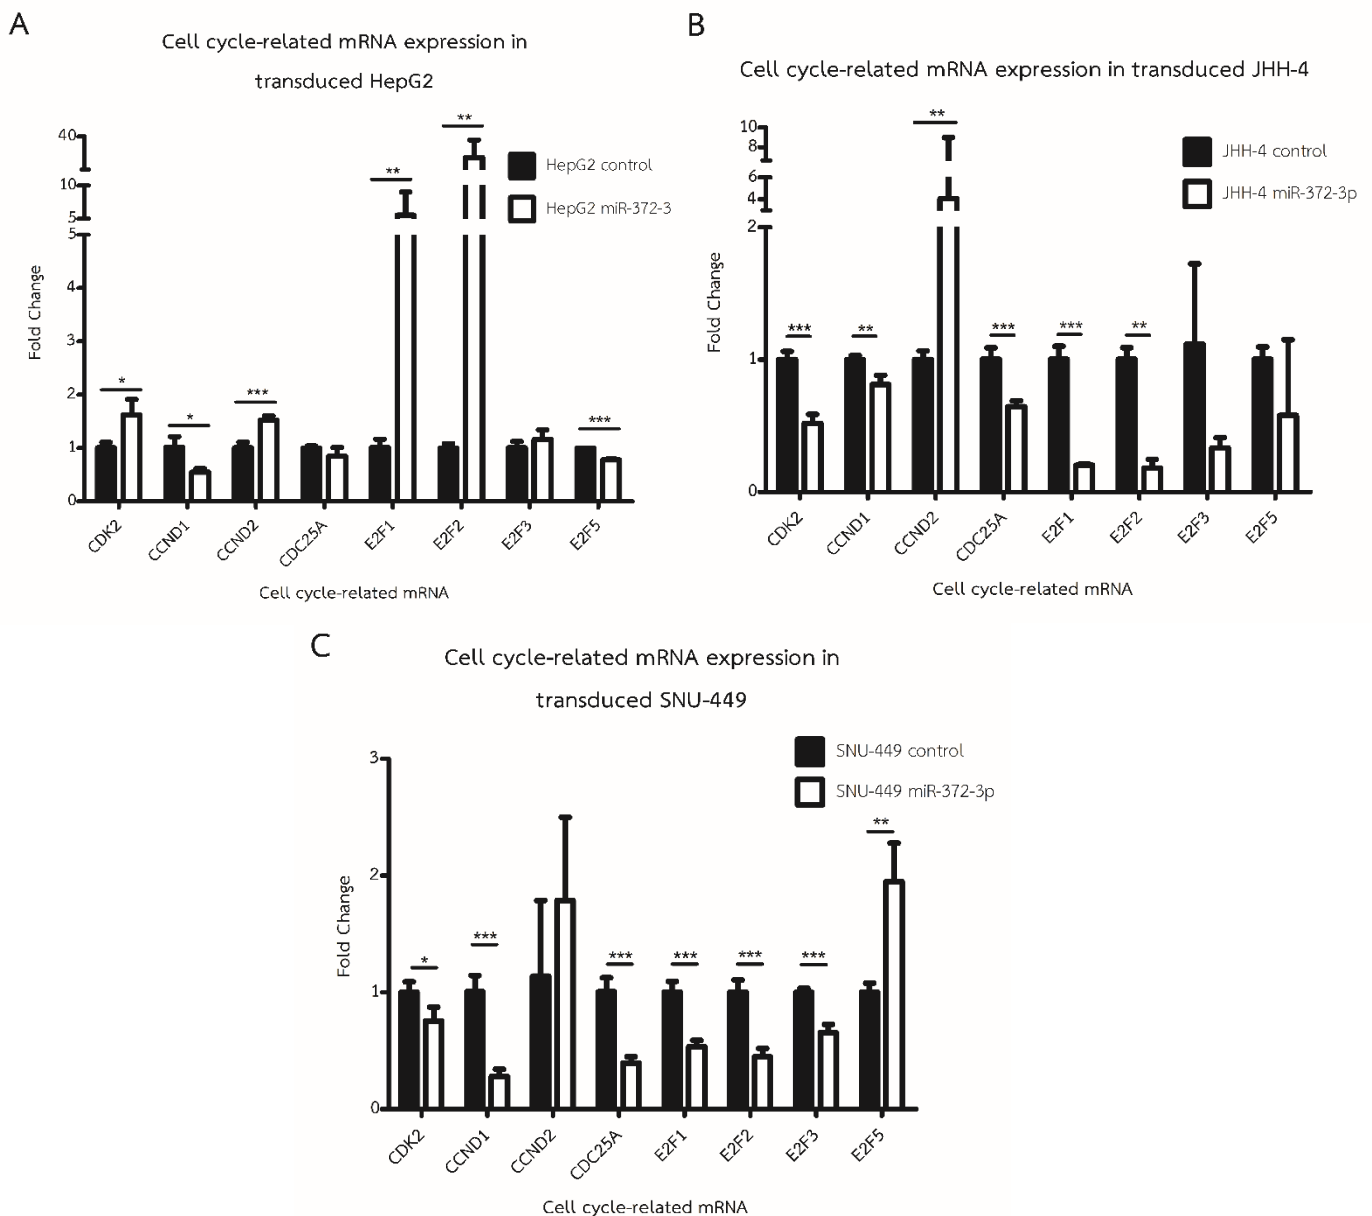 A
Cell cycle-related mRNA expression in
transduced HepG2
**
40
**
HepG2 control
10
HepG2 miR-372-3
5
5
4
Fold Change
3
*
***
2
*
***
1
0
CDK2
CCND1
CCND2
CDC25A
E2F1
E2F2
E2F3
E2F5
Cell cycle-related mRNA
B
Cell cycle-related mRNA expression in transduced JHH-4
**
10
8
JHH-4 control
6
JHH-4 miR-372-3p
4
2
Fold Change
***
**
***
***
**
1
0
CDK2
CCND1
CCND2
CDC25A
E2F1
E2F2
E2F3
E2F5
Cell cycle-related mRNA
C
Cell cycle-related mRNA expression in
transduced SNU-449
SNU-449 control
3
SNU-449 miR-372-3p
**
2
Fold Change
***
*
***
***
***
***
1
0
CDK2
CCND1
CCND2
CDC25A
E2F1
E2F2
E2F3
E2F5
Cell cycle-related mRNA